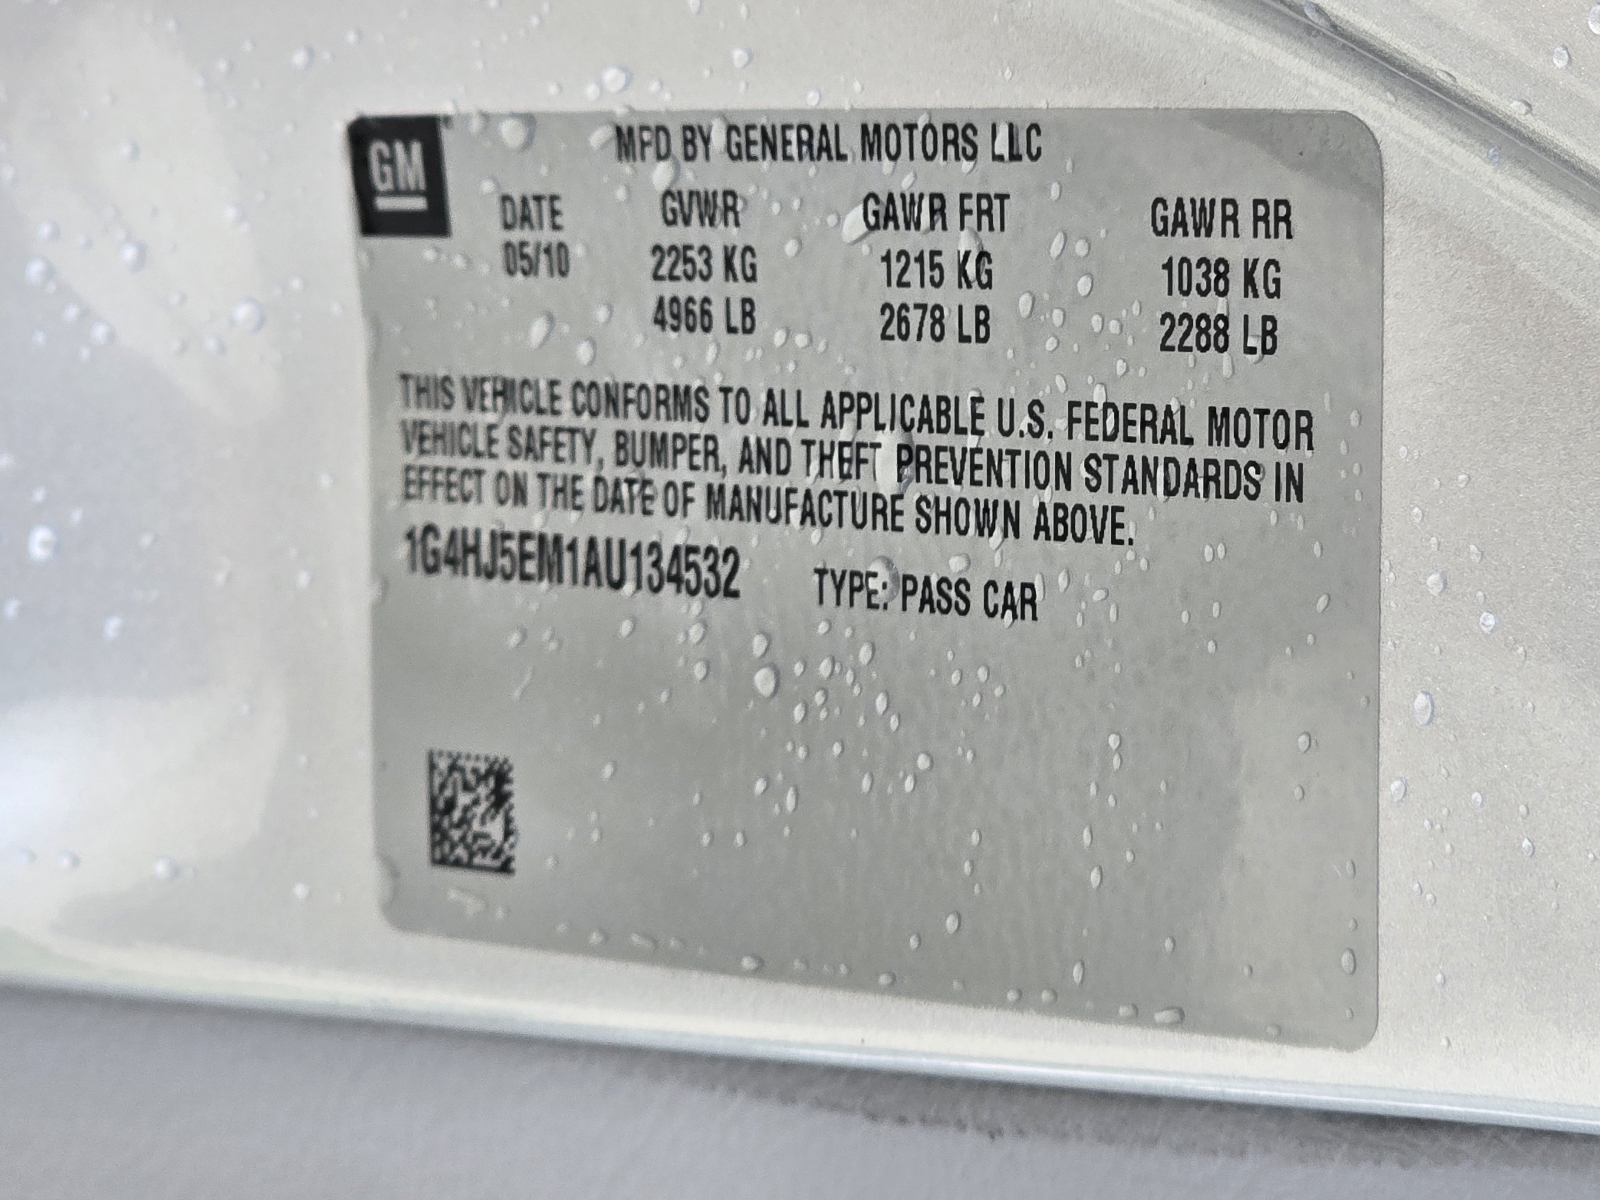 GM
MFD BY GENERAL MOTORS LLC
DATE GVWR GAWR FRT GAWR RR
05/10 2253 KG 1215 KG 1038 KG
4966 LB 2678 LB 2288 LB
THIS VEHICLE CONFORMS TO ALL APPLICABLE U.S. FEDERAL MOTOR
VEHICLE SAFETY, BUMPER, AND THEFT PREVENTION STANDARDS IN
EFFECT ON THE DATE OF MANUFACTURE SHOWN ABOVE.
1G4HJ5EM1AU134532 TYPE: PASS CAR